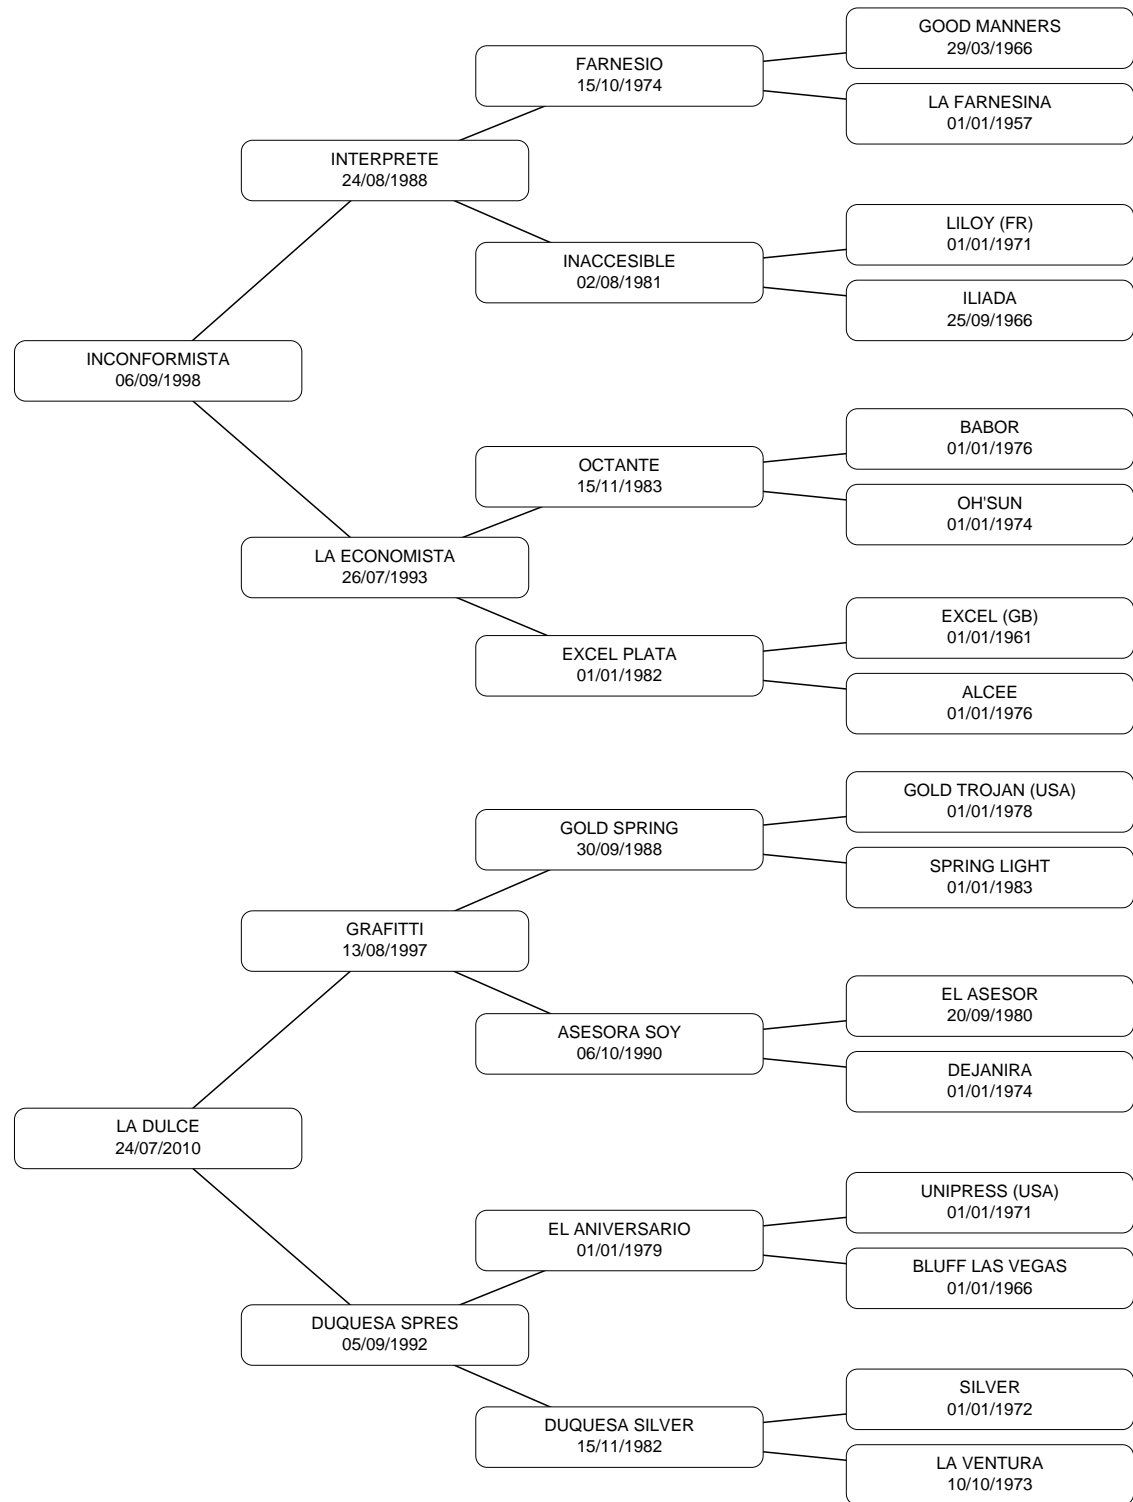 GOOD MANNERS
29/03/1966
FARNESIO
15/10/1974
LA FARNESINA
01/01/1957
INTERPRETE
24/08/1988
LILOY (FR)
01/01/1971
INACCESIBLE
02/08/1981
ILIADA
25/09/1966
INCONFORMISTA
06/09/1998
BABOR
01/01/1976
OCTANTE
15/11/1983
OH'SUN
01/01/1974
LA ECONOMISTA
26/07/1993
EXCEL (GB)
01/01/1961
EXCEL PLATA
01/01/1982
ALCEE
01/01/1976
GOLD TROJAN (USA)
01/01/1978
GOLD SPRING
30/09/1988
SPRING LIGHT
01/01/1983
GRAFITTI
13/08/1997
EL ASESOR
20/09/1980
ASESORA SOY
06/10/1990
DEJANIRA
01/01/1974
LA DULCE
24/07/2010
UNIPRESS (USA)
01/01/1971
EL ANIVERSARIO
01/01/1979
BLUFF LAS VEGAS
01/01/1966
DUQUESA SPRES
05/09/1992
SILVER
01/01/1972
DUQUESA SILVER
15/11/1982
LA VENTURA
10/10/1973